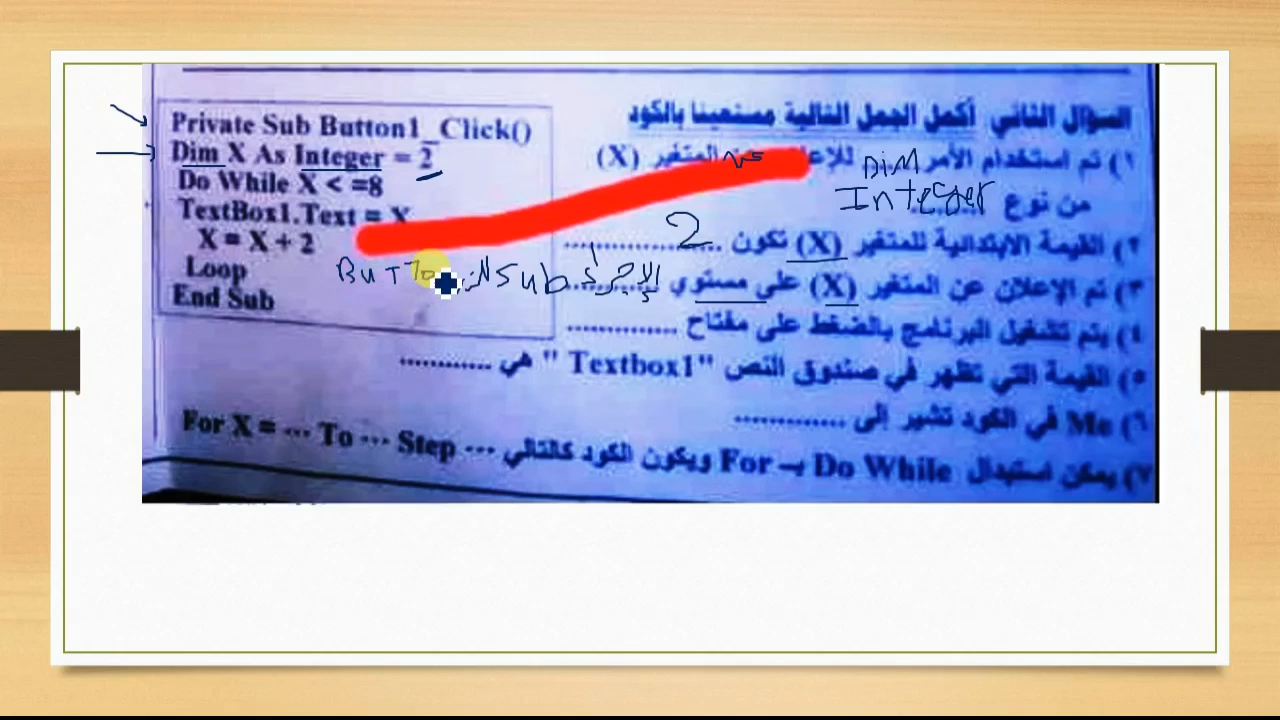 السؤال الثاني أكمل الجمل التالية مستعينا بالكود
١) تم استخدام الأمر DiM للإعلان عن المتغير (X)
من نوع Integer
٢) القيمة الابتدائية للمتغير (X) تكون 2
٣) تم الإعلان عن المتغير (X) على مستوي الإجراء Sub
٤) يتم تشغيل البرنامج بالضغط على مفتاح ..............
٥) القيمة التي تظهر في صندوق النص "Textbox1" هي ............
٦) Me في الكود تشير إلى ..............
٧) يمكن استبدال Do While بـ For ويكون الكود كالتالي For X = ··· To ··· Step ···
Private Sub Button1_Click()
Dim X As Integer = 2
Do While X < =8
TextBox1.Text = X
X = X + 2
Loop
End Sub